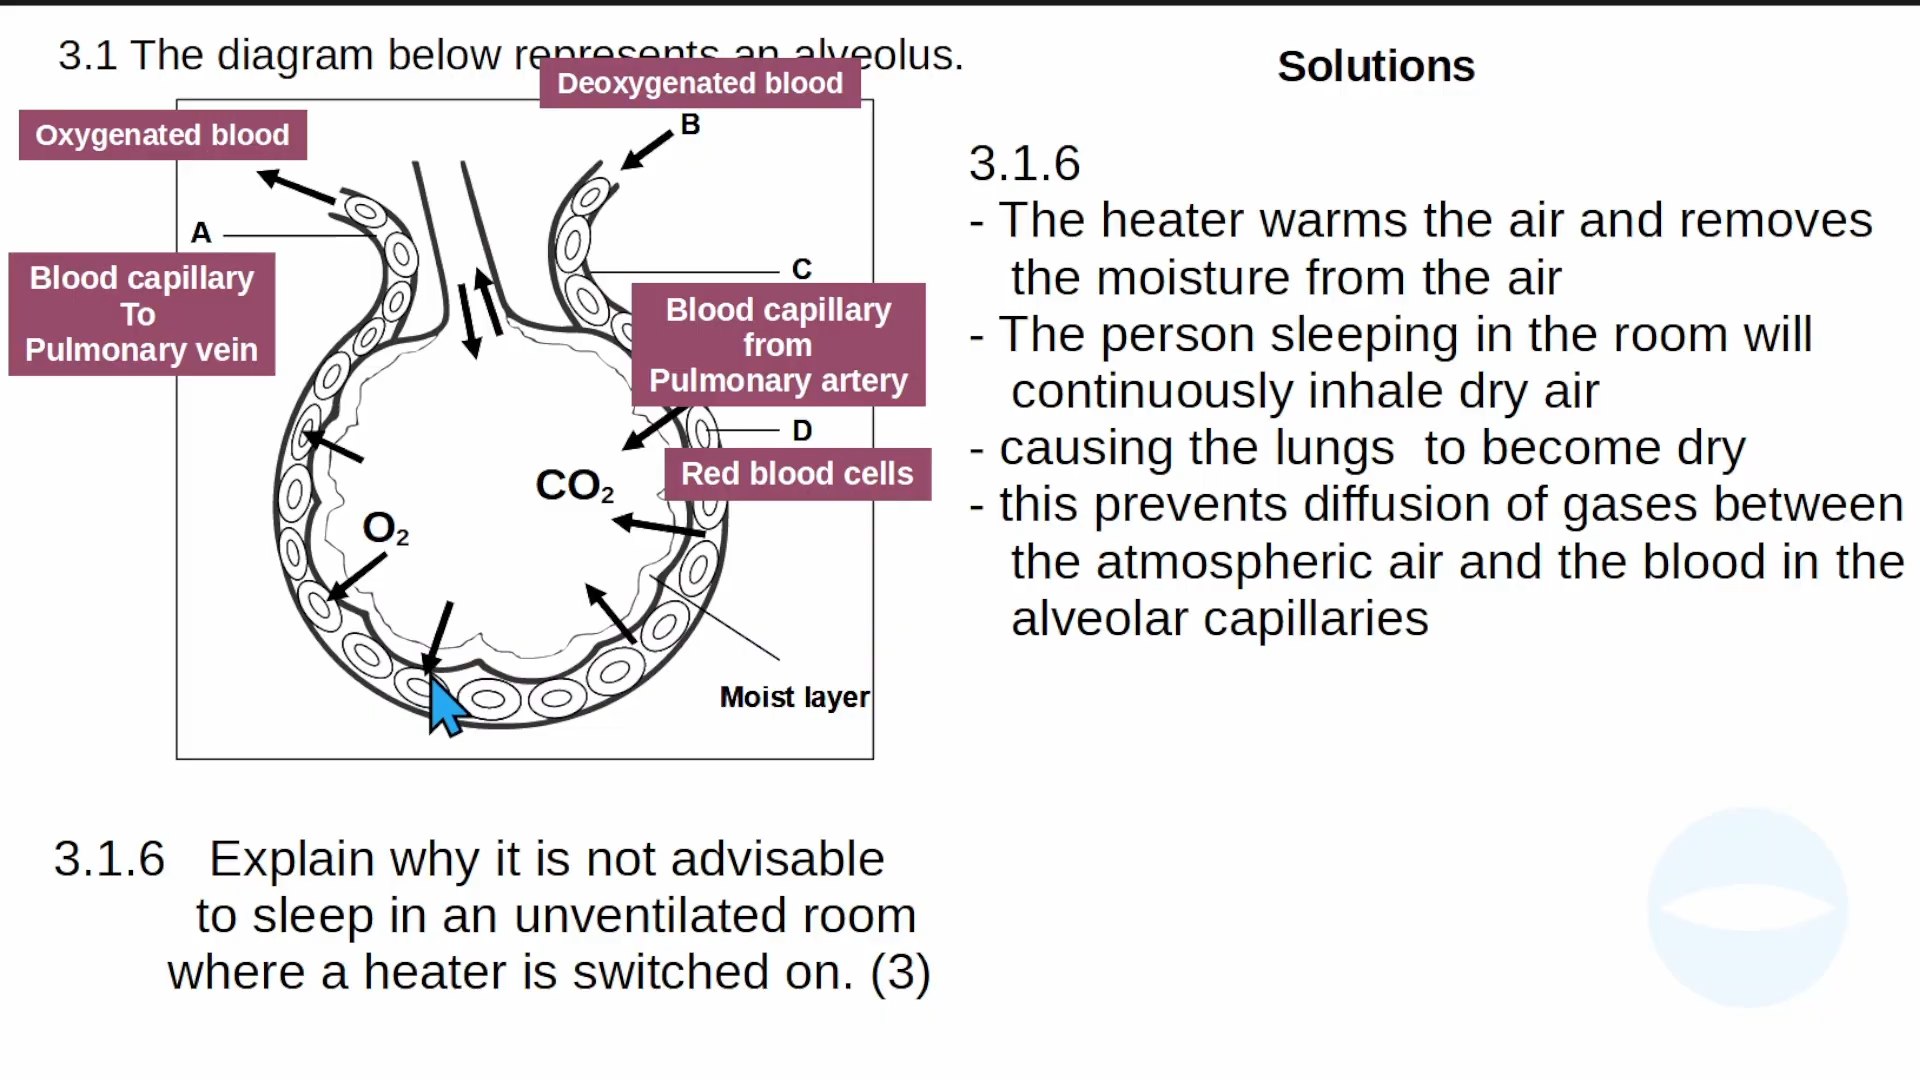 3.1 The diagram below represents an alveolus.
Deoxygenated blood
Oxygenated blood
B
A
C
Blood capillary
To
Pulmonary vein
Blood capillary
from
Pulmonary artery
D
Red blood cells
CO₂
O₂
Moist layer
3.1.6 Explain why it is not advisable
to sleep in an unventilated room
where a heater is switched on. (3)
Solutions
3.1.6
- The heater warms the air and removes
the moisture from the air
- The person sleeping in the room will
continuously inhale dry air
- causing the lungs to become dry
- this prevents diffusion of gases between
the atmospheric air and the blood in the
alveolar capillaries